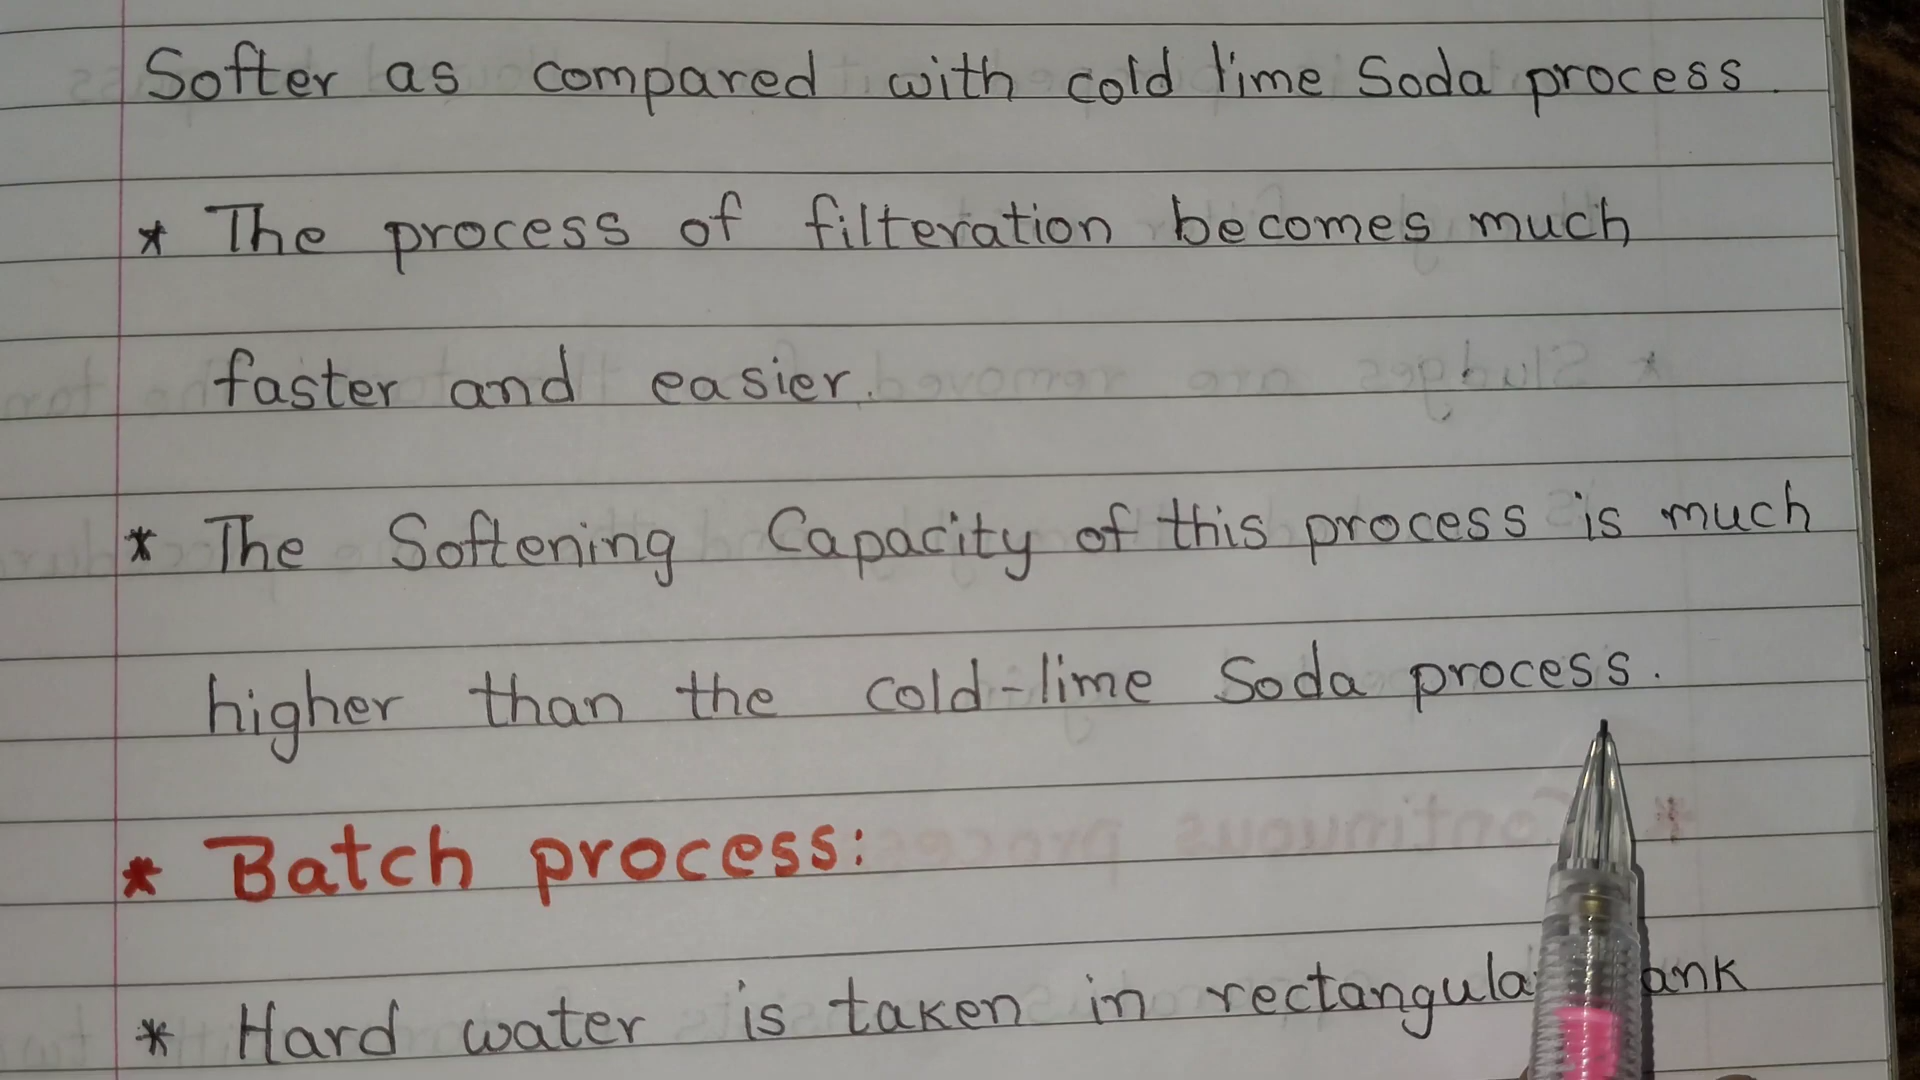 Softer as compared with cold lime Soda process.
* The process of filteration becomes much
faster and easier.
* The Softening Capacity of this process is much
higher than the cold-lime Soda process.
* Batch process:
* Hard water is taken in rectangula ank